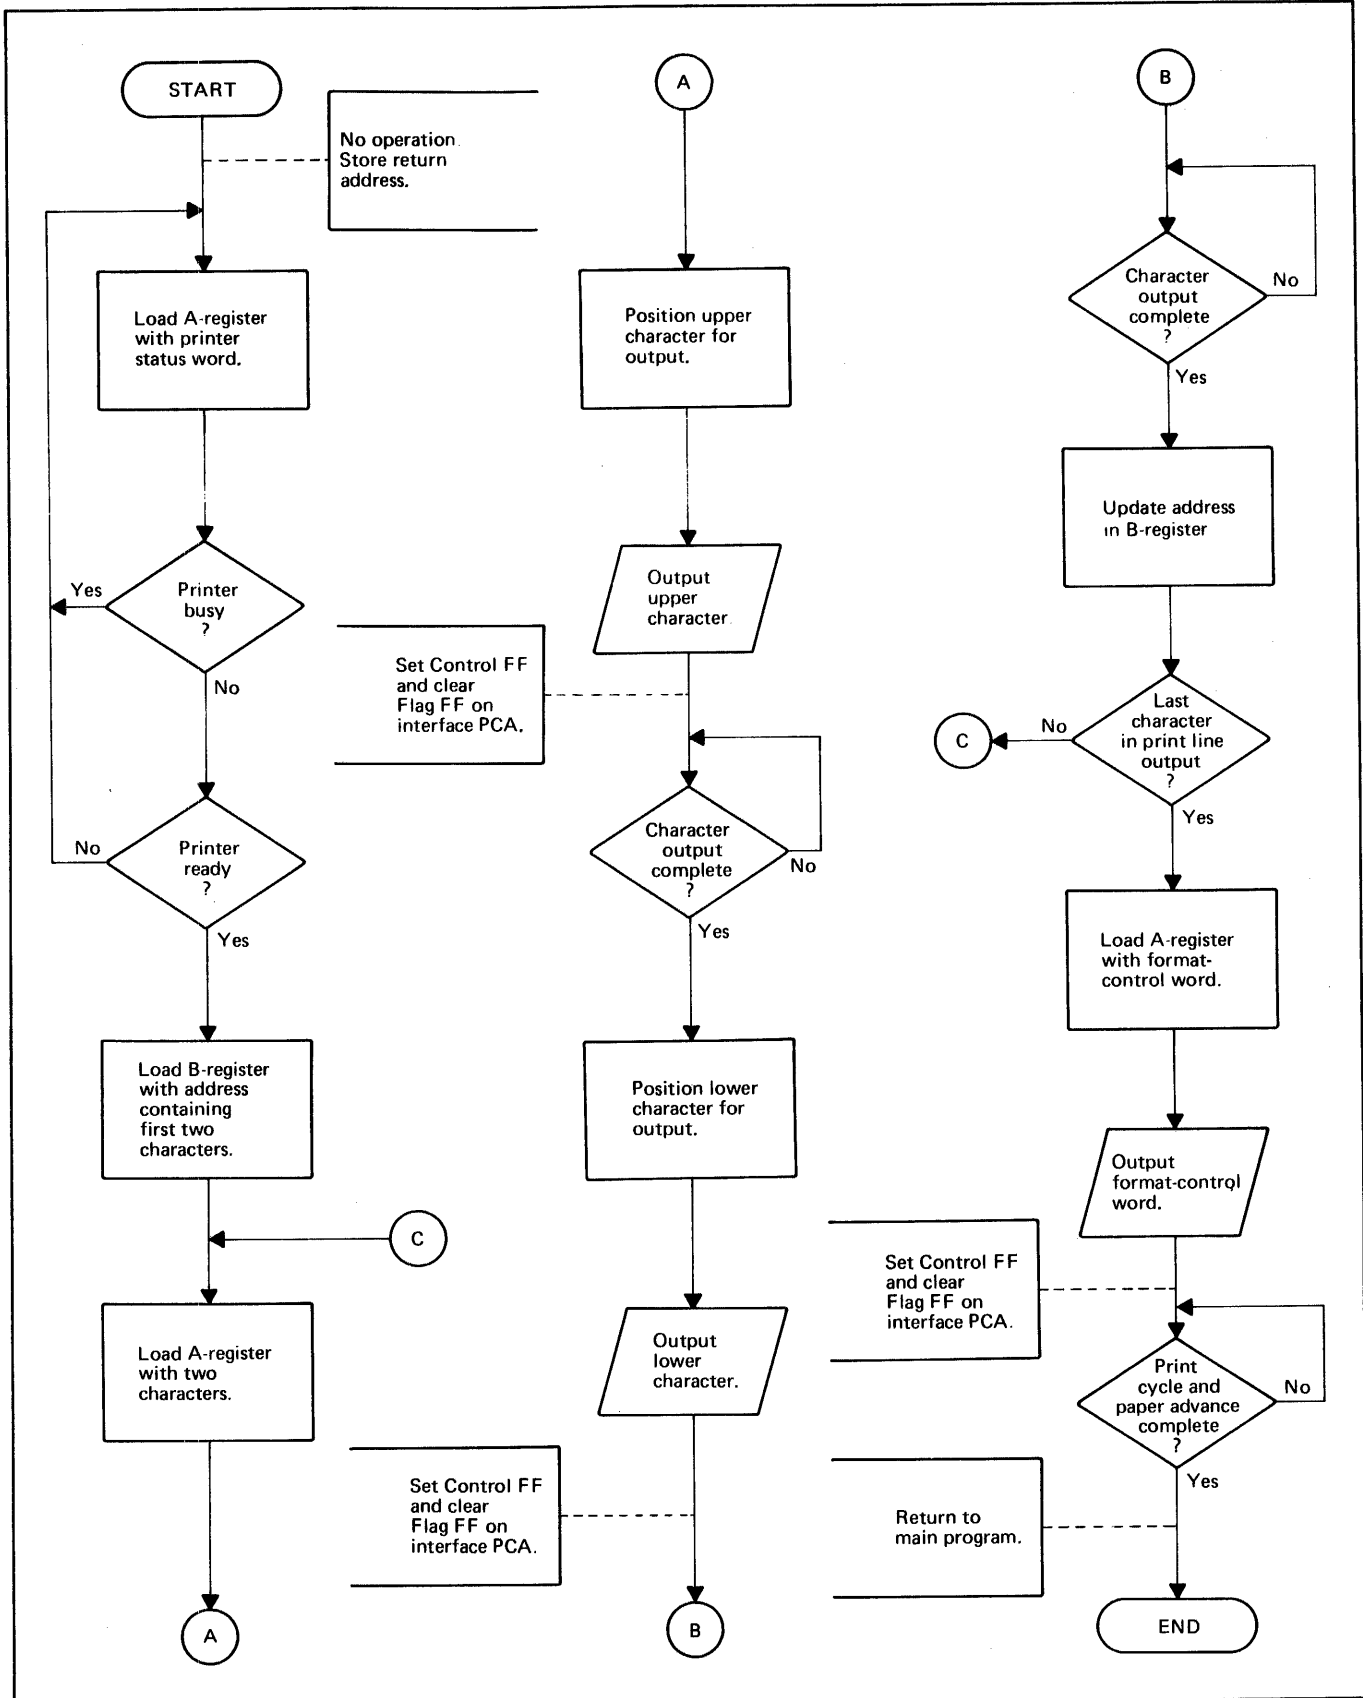 START
No operation.
Store return
address.
Load A-register
with printer
status word.
Printer
busy
?
Yes
No
Printer
ready
?
No
Yes
Load B-register
with address
containing
first two
characters.
C
Load A-register
with two
characters.
A
A
Position upper
character for
output.
Output
upper
character.
Set Control FF
and clear
Flag FF on
interface PCA.
Character
output
complete
?
No
Yes
Position lower
character for
output.
Output
lower
character.
Set Control FF
and clear
Flag FF on
interface PCA.
B
B
Character
output
complete
?
No
Yes
Update address
in B-register
Last
character
in print line
output
?
No
C
Yes
Load A-register
with format-
control word.
Output
format-control
word.
Set Control FF
and clear
Flag FF on
interface PCA.
Print
cycle and
paper advance
complete
?
No
Yes
Return to
main program.
END